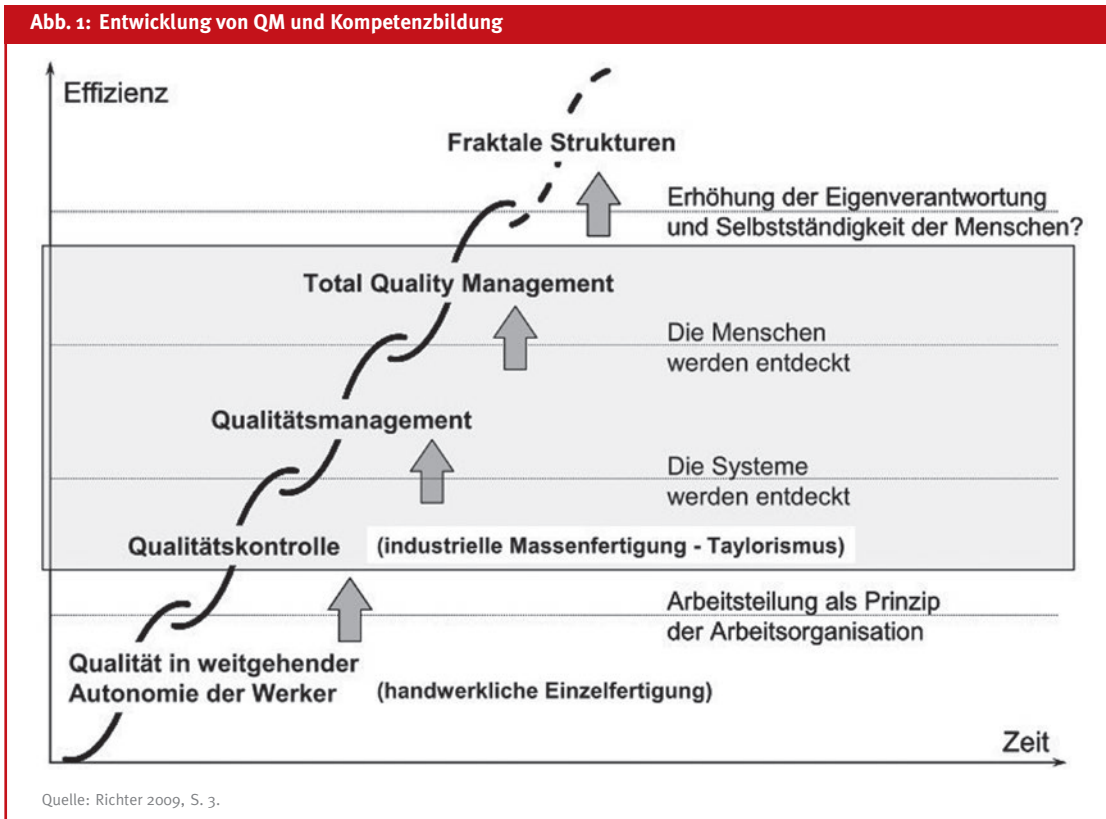 Abb. 1: Entwicklung von QM und Kompetenzbildung
Effizienz
Fraktale Strukturen
Erhöhung der Eigenverantwortung
und Selbstständigkeit der Menschen?
Total Quality Management
Die Menschen
werden entdeckt
Qualitätsmanagement
Die Systeme
werden entdeckt
Qualitätskontrolle (industrielle Massenfertigung - Taylorismus)
Arbeitsteilung als Prinzip
der Arbeitsorganisation
Qualität in weitgehender
Autonomie der Werker (handwerkliche Einzelfertigung)
Zeit
Quelle: Richter 2009, S. 3.